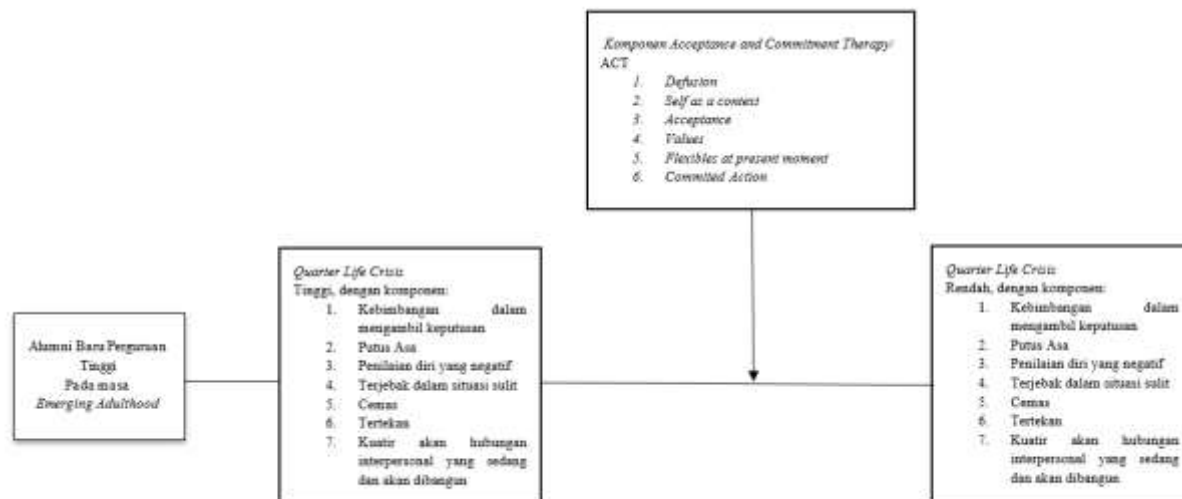 Komponen Acceptance and Commitment Therapy/
ACT
1. Defusion
2. Self as a context
3. Acceptance
4. Values
5. Flexibles at present moment
6. Commited Action
Alumni Baru Perguruan
Tinggi
Pada masa
Emerging Adulthood
Quarter Life Crisis
Tinggi, dengan komponen:
1. Kebimbangan dalam
mengambil keputusan
2. Putus Asa
3. Penilaian diri yang negatif
4. Terjebak dalam situasi sulit
5. Cemas
6. Tertekan
7. Kuatir akan hubungan
interpersonal yang sedang
dan akan dibangun
Quarter Life Crisis
Rendah, dengan komponen:
1. Kebimbangan dalam
mengambil keputusan
2. Putus Asa
3. Penilaian diri yang negatif
4. Terjebak dalam situasi sulit
5. Cemas
6. Tertekan
7. Kuatir akan hubungan
interpersonal yang sedang
dan akan dibangun